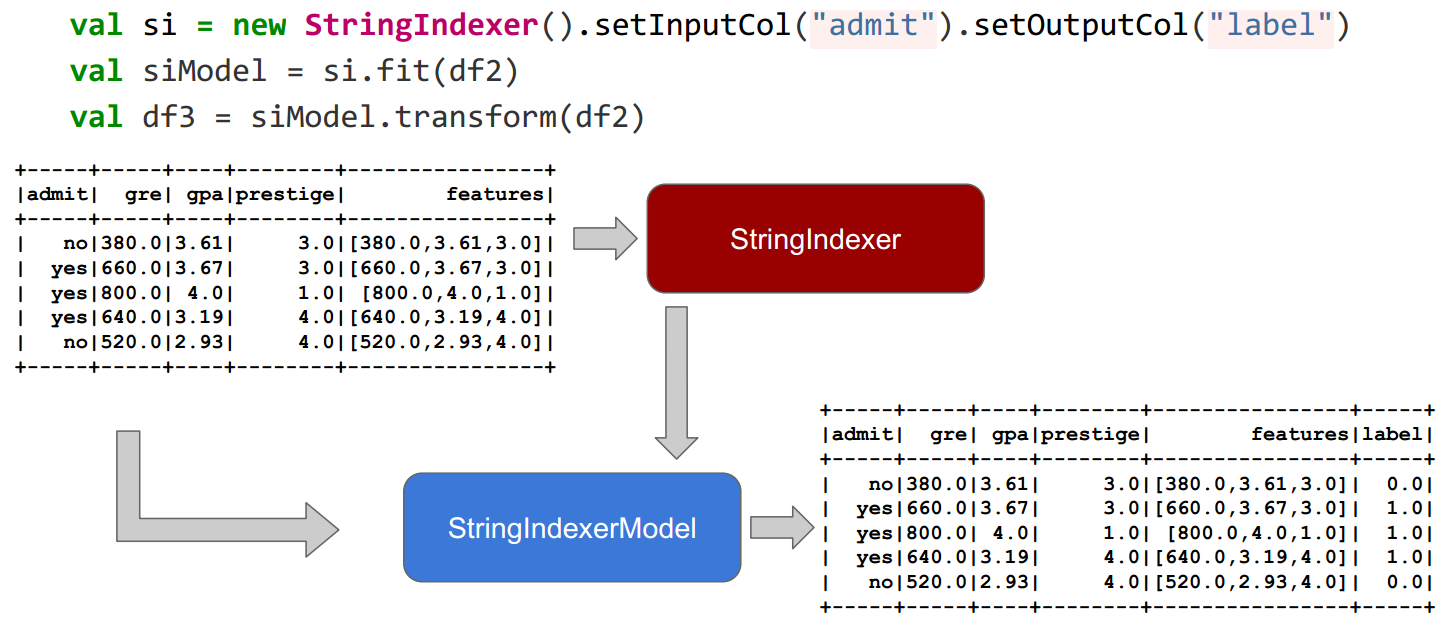 val si = new StringIndexer().setInputCol("admit").setOutputCol("label")
val siModel = si.fit(df2)
val df3 = siModel.transform(df2)
+-----+-----+----+--------+----------------+
|admit|  gre| gpa|prestige|        features|
+-----+-----+----+--------+----------------+
|   no|380.0|3.61|     3.0|[380.0,3.61,3.0]|
|  yes|660.0|3.67|     3.0|[660.0,3.67,3.0]|
|  yes|800.0| 4.0|     1.0| [800.0,4.0,1.0]|
|  yes|640.0|3.19|     4.0|[640.0,3.19,4.0]|
|   no|520.0|2.93|     4.0|[520.0,2.93,4.0]|
+-----+-----+----+--------+----------------+
StringIndexer
StringIndexerModel
+-----+-----+----+--------+----------------+-----+
|admit|  gre| gpa|prestige|        features|label|
+-----+-----+----+--------+----------------+-----+
|   no|380.0|3.61|     3.0|[380.0,3.61,3.0]|  0.0|
|  yes|660.0|3.67|     3.0|[660.0,3.67,3.0]|  1.0|
|  yes|800.0| 4.0|     1.0| [800.0,4.0,1.0]|  1.0|
|  yes|640.0|3.19|     4.0|[640.0,3.19,4.0]|  1.0|
|   no|520.0|2.93|     4.0|[520.0,2.93,4.0]|  0.0|
+-----+-----+----+--------+----------------+-----+